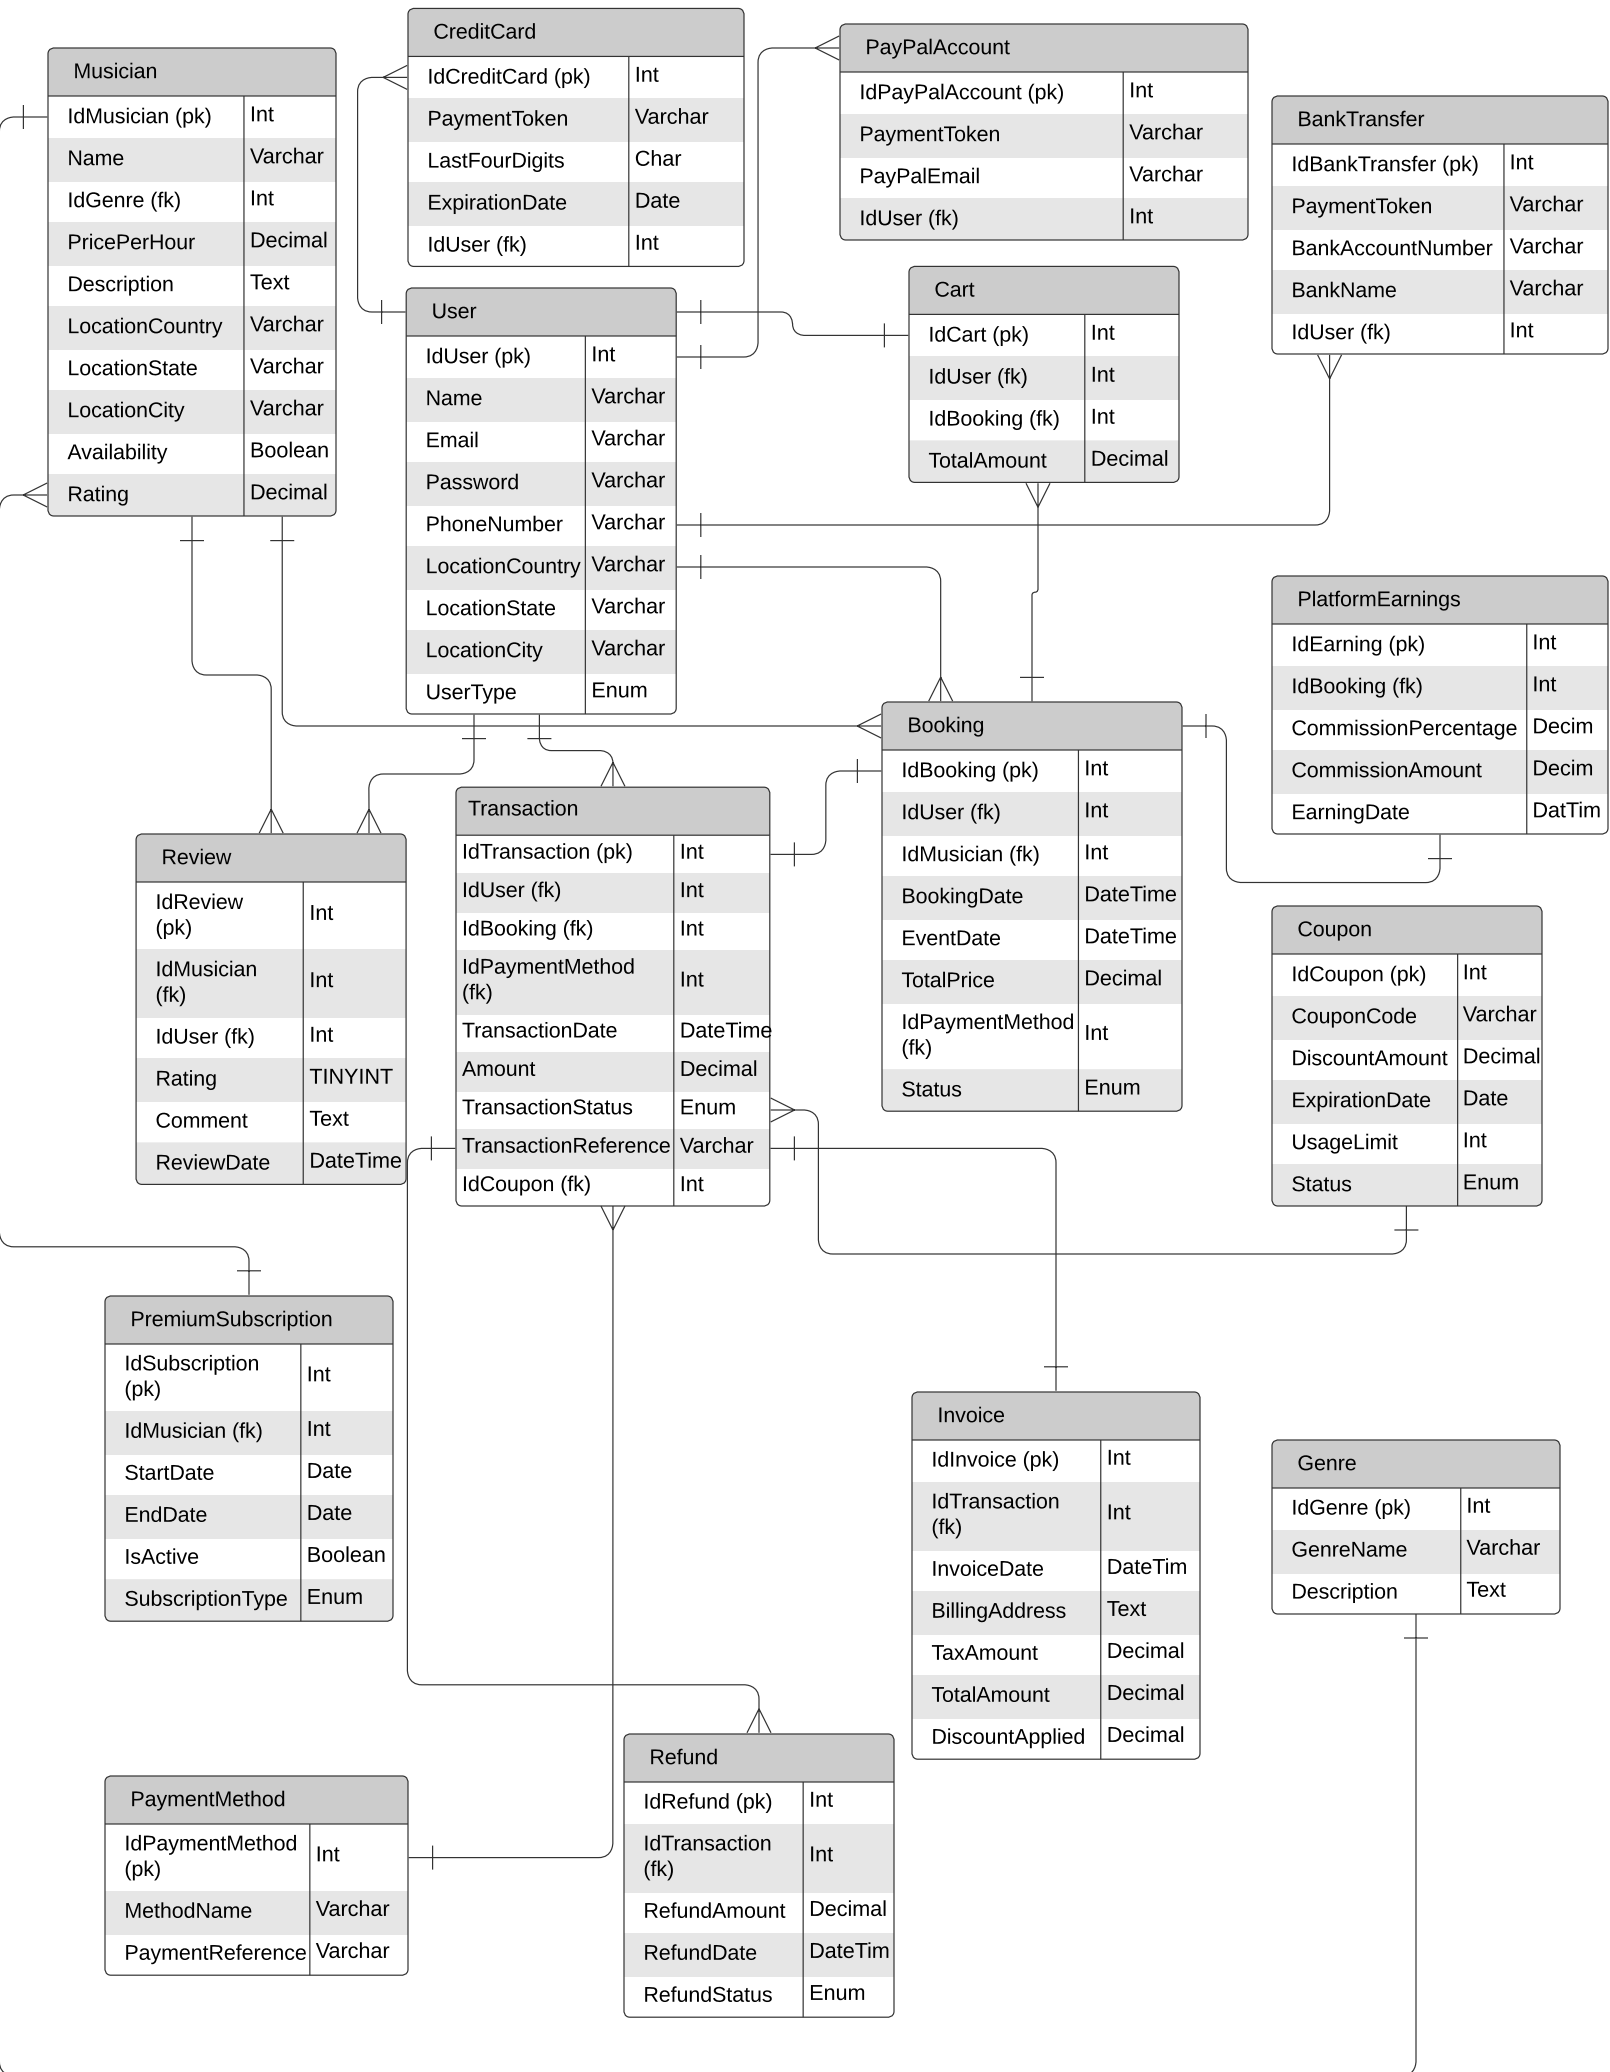 CreditCard
IdCreditCard (pk) Int
PaymentToken Varchar
LastFourDigits Char
ExpirationDate Date
IdUser (fk) Int
PayPalAccount
IdPayPalAccount (pk) Int
PaymentToken Varchar
PayPalEmail Varchar
IdUser (fk) Int
Musician
IdMusician (pk) Int
Name Varchar
IdGenre (fk) Int
PricePerHour Decimal
Description Text
LocationCountry Varchar
LocationState Varchar
LocationCity Varchar
Availability Boolean
Rating Decimal
BankTransfer
IdBankTransfer (pk) Int
PaymentToken Varchar
BankAccountNumber Varchar
BankName Varchar
IdUser (fk) Int
User
IdUser (pk) Int
Name Varchar
Email Varchar
Password Varchar
PhoneNumber Varchar
LocationCountry Varchar
LocationState Varchar
LocationCity Varchar
UserType Enum
Cart
IdCart (pk) Int
IdUser (fk) Int
IdBooking (fk) Int
TotalAmount Decimal
PlatformEarnings
IdEarning (pk) Int
IdBooking (fk) Int
CommissionPercentage Decim
CommissionAmount Decim
EarningDate DatTim
Booking
IdBooking (pk) Int
IdUser (fk) Int
IdMusician (fk) Int
BookingDate DateTime
EventDate DateTime
TotalPrice Decimal
IdPaymentMethod
(fk) Int
Status Enum
Transaction
IdTransaction (pk) Int
IdUser (fk) Int
IdBooking (fk) Int
IdPaymentMethod
(fk) Int
TransactionDate DateTime
Amount Decimal
TransactionStatus Enum
TransactionReference Varchar
IdCoupon (fk) Int
Review
IdReview
(pk) Int
IdMusician
(fk) Int
IdUser (fk) Int
Rating TINYINT
Comment Text
ReviewDate DateTime
Coupon
IdCoupon (pk) Int
CouponCode Varchar
DiscountAmount Decimal
ExpirationDate Date
UsageLimit Int
Status Enum
PremiumSubscription
IdSubscription
(pk) Int
IdMusician (fk) Int
StartDate Date
EndDate Date
IsActive Boolean
SubscriptionType Enum
Invoice
IdInvoice (pk) Int
IdTransaction
(fk) Int
InvoiceDate DateTim
BillingAddress Text
TaxAmount Decimal
TotalAmount Decimal
DiscountApplied Decimal
Genre
IdGenre (pk) Int
GenreName Varchar
Description Text
Refund
IdRefund (pk) Int
IdTransaction
(fk) Int
RefundAmount Decimal
RefundDate DateTim
RefundStatus Enum
PaymentMethod
IdPaymentMethod
(pk) Int
MethodName Varchar
PaymentReference Varchar